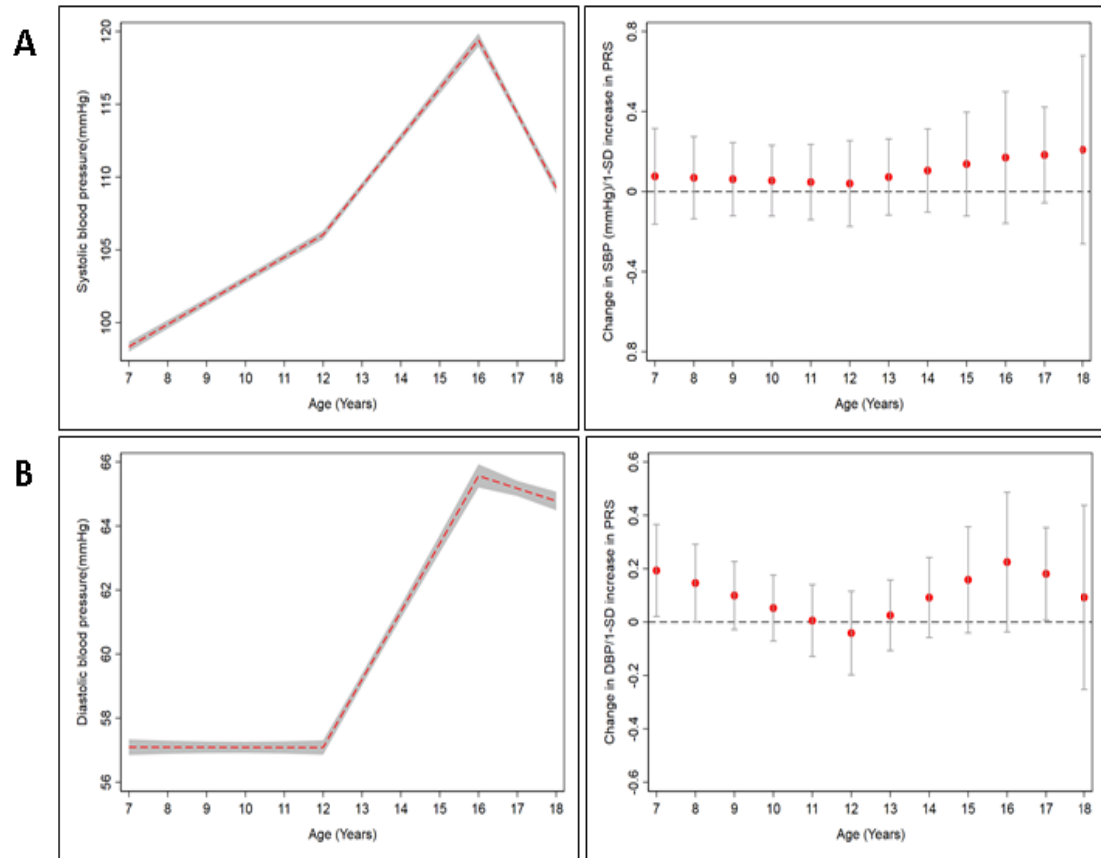 A
Systolic blood pressure(mmHg)
120
115
110
105
100
7 8 9 10 11 12 13 14 15 16 17 18
Age (Years)
Change in SBP (mmHg)/1-SD increase in PRS
0.8
0.4
0
-0.4
0.8
7 8 9 10 11 12 13 14 15 16 17 18
Age (Years)
B
Diastolic blood pressure(mmHg)
66
64
62
60
58
56
7 8 9 10 11 12 13 14 15 16 17 18
Age (Years)
Change in DBP/1-SD increase in PRS
0.6
0.4
0.2
0
-0.2
-0.4
-0.6
7 8 9 10 11 12 13 14 15 16 17 18
Age (Years)